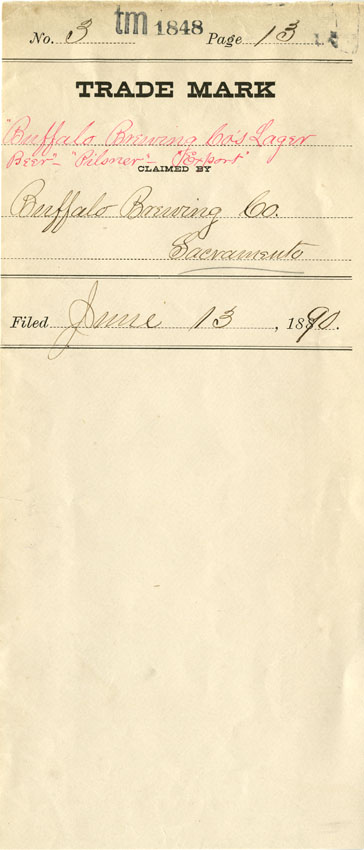 No. 3 tm 1848 Page 13
TRADE MARK
"Buffalo Brewing Co's Lager
Beer" - "Pilsner" - "Export"
CLAIMED BY
Buffalo Brewing Co.
Sacramento
Filed June 13, 1890.